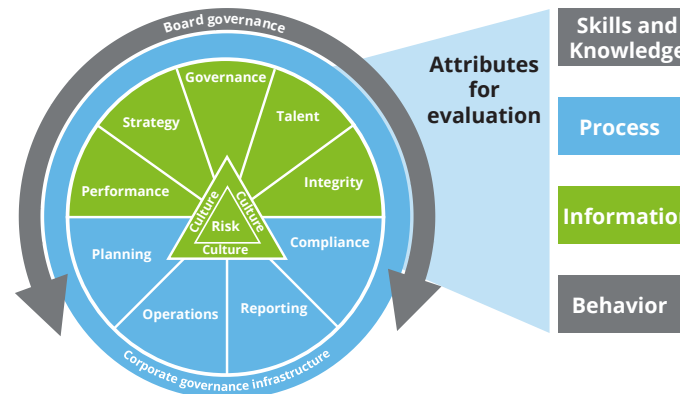 Board governance
Governance
Strategy
Talent
Performance
Integrity
Culture
Culture
Risk
Culture
Planning
Compliance
Operations
Reporting
Corporate governance infrastructure
Attributes
for
evaluation
Skills and
Knowledge
Process
Information
Behavior